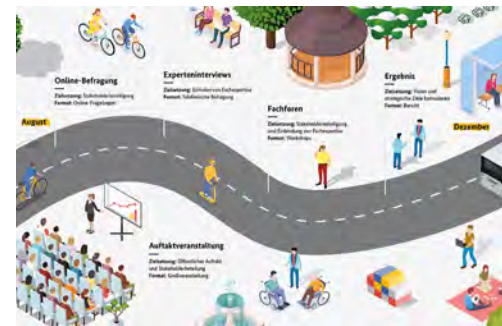 Online-Befragung
Zielsetzung: Stakeholderbeteiligung
Format: Online-Fragebogen
Experteninterviews
Zielsetzung: Einholen von Fachexpertise
Format: Telefonische Befragung
Fachforen
Zielsetzung: Stakeholderbeteiligung
und Einbindung von Fachexpertise
Format: Workshops
Ergebnis
Zielsetzung: Vision und
strategische Ziele formulieren
Format: Bericht
August
Dezember
Auftaktveranstaltung
Zielsetzung: Öffentlicher Auftakt
und Stakeholderbeteiligung
Format: Großveranstaltung